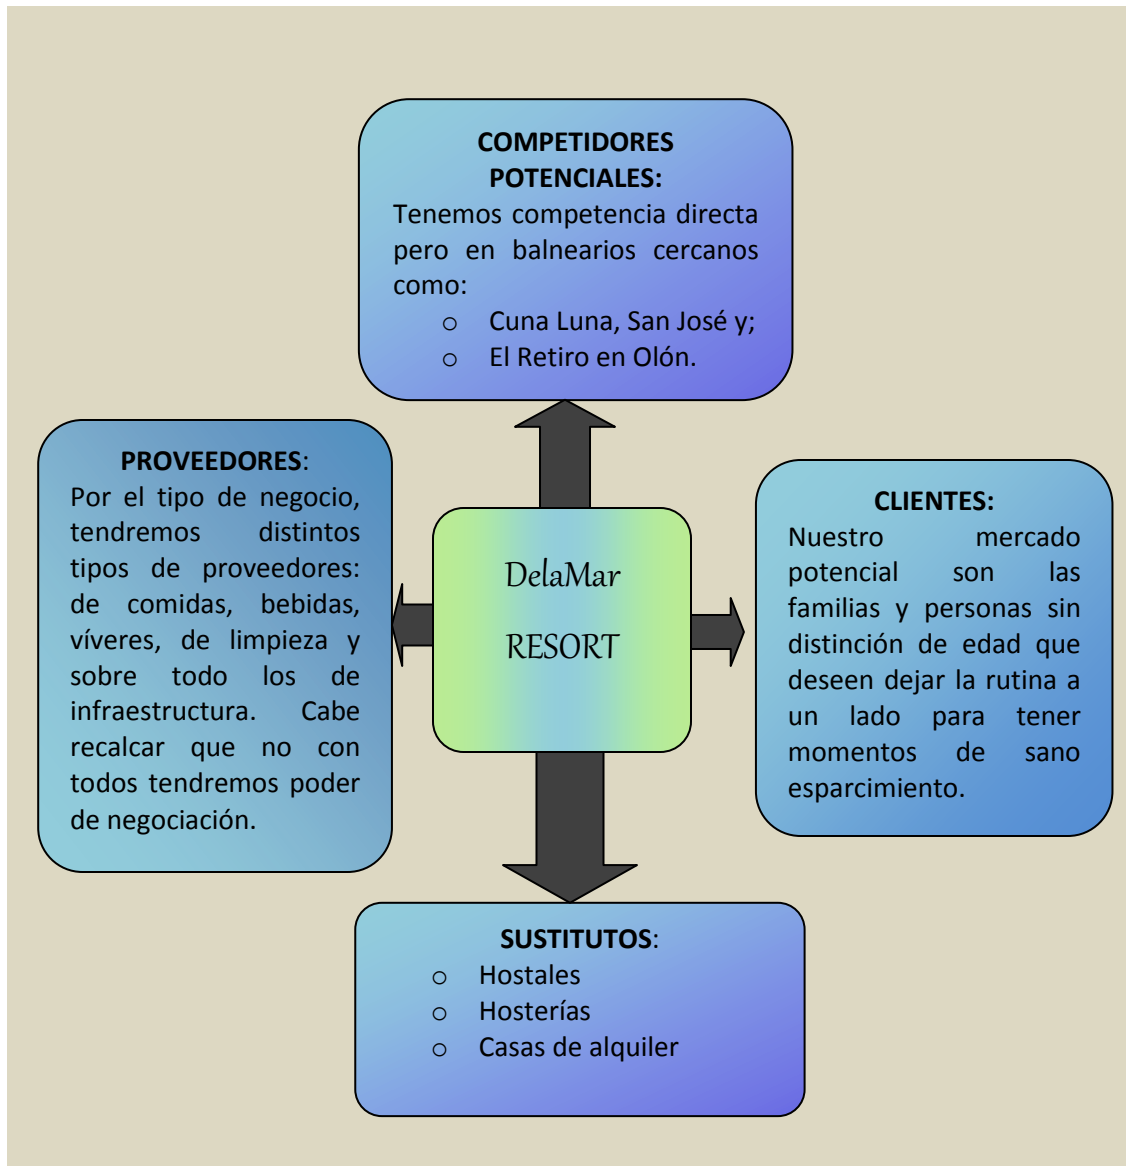 COMPETIDORES
POTENCIALES:
Tenemos competencia directa
pero en balnearios cercanos
como:
o Cuna Luna, San José y;
o El Retiro en Olón.
PROVEEDORES:
Por el tipo de negocio,
tendremos distintos
tipos de proveedores:
de comidas, bebidas,
víveres, de limpieza y
sobre todo los de
infraestructura. Cabe
recalcar que no con
todos tendremos poder
de negociación.
DelaMar
RESORT
CLIENTES:
Nuestro mercado
potencial son las
familias y personas sin
distinción de edad que
deseen dejar la rutina a
un lado para tener
momentos de sano
esparcimiento.
SUSTITUTOS:
o Hostales
o Hosterías
o Casas de alquiler